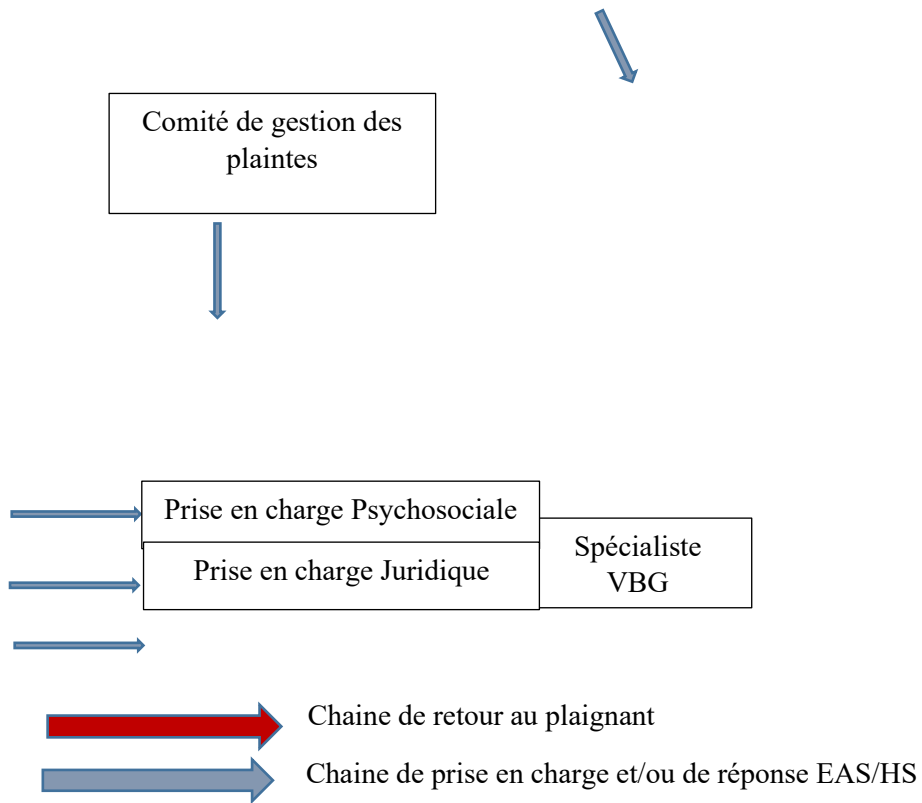 Comité de gestion des
plaintes
Prise en charge Psychosociale
Prise en charge Juridique
Spécialiste
VBG
Chaine de retour au plaignant
Chaine de prise en charge et/ou de réponse EAS/HS